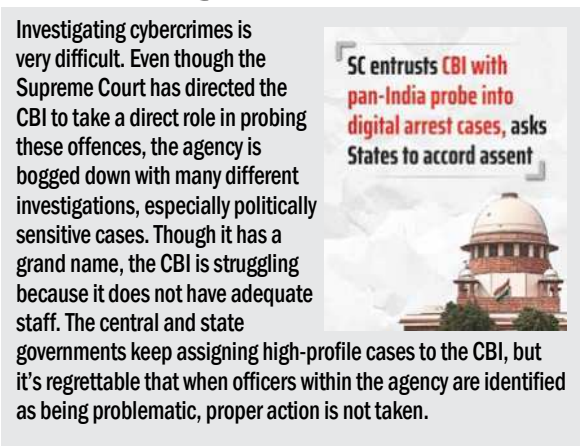 Investigating cybercrimes is
very difficult. Even though the
Supreme Court has directed the
CBI to take a direct role in probing
these offences, the agency is
bogged down with many different
investigations, especially politically
sensitive cases. Though it has a
grand name, the CBI is struggling
because it does not have adequate
staff. The central and state
governments keep assigning high-profile cases to the CBI, but
it's regrettable that when officers within the agency are identified
as being problematic, proper action is not taken.
SC entrusts CBI with
pan-India probe into
digital arrest cases, asks
States to accord assent